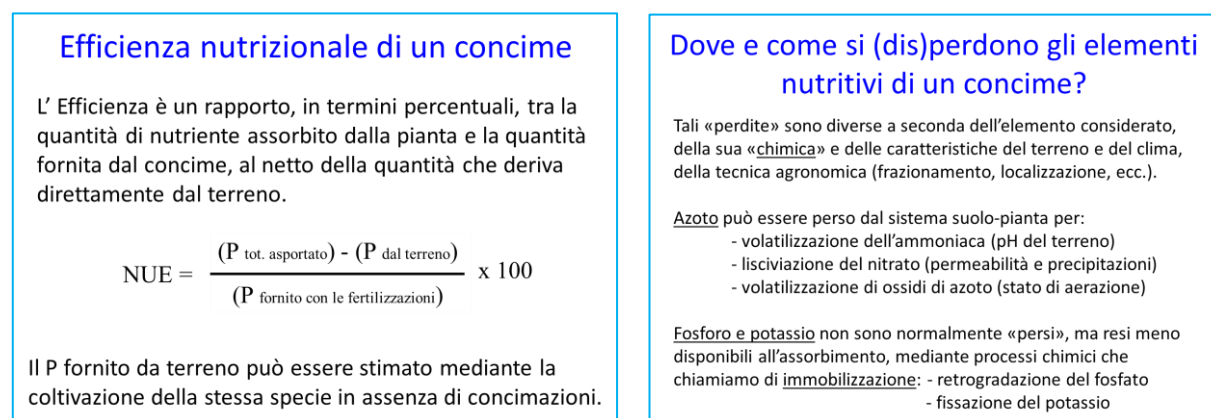 Efficienza nutrizionale di un concime
L' Efficienza è un rapporto, in termini percentuali, tra la
quantità di nutriente assorbito dalla pianta e la quantità
fornita dal concime, al netto della quantità che deriva
direttamente dal terreno.
NUE = (P tot. asportato) - (P dal terreno) x 100
(P fornito con le fertilizzazioni)
Il P fornito da terreno può essere stimato mediante la
coltivazione della stessa specie in assenza di concimazioni.
Dove e come si (dis)perdono gli elementi
nutritivi di un concime?
Tali «perdite» sono diverse a seconda dell'elemento considerato,
della sua «chimica» e delle caratteristiche del terreno e del clima,
della tecnica agronomica (frazionamento, localizzazione, ecc.).
Azoto può essere perso dal sistema suolo-pianta per:
- volatilizzazione dell'ammoniaca (pH del terreno)
- lisciviazione del nitrato (permeabilità e precipitazioni)
- volatilizzazione di ossidi di azoto (stato di aerazione)
Fosforo e potassio non sono normalmente «persi», ma resi meno
disponibili all'assorbimento, mediante processi chimici che
chiamiamo di immobilizzazione: - retrogradazione del fosfato
- fissazione del potassio